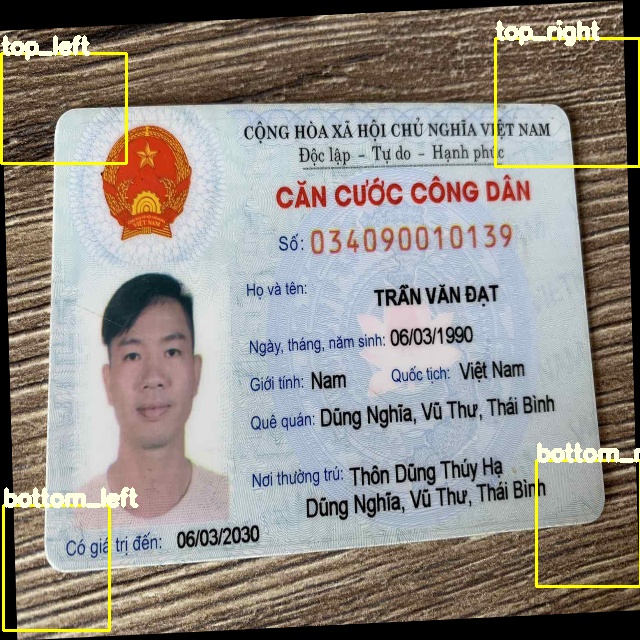 top_left
top_right
CỘNG HÒA XÃ HỘI CHỦ NGHĨA VIỆT NAM
Độc lập - Tự do - Hạnh phúc
CĂN CƯỚC CÔNG DÂN
Số: 034090010139
Họ và tên:
TRẦN VĂN ĐẠT
Ngày, tháng, năm sinh: 06/03/1990
Giới tính: Nam Quốc tịch: Việt Nam
Quê quán: Dũng Nghĩa, Vũ Thư, Thái Bình
Nơi thường trú: Thôn Dũng Thúy Hạ
Dũng Nghĩa, Vũ Thư, Thái Bình
Có giá trị đến: 06/03/2030
bottom_left